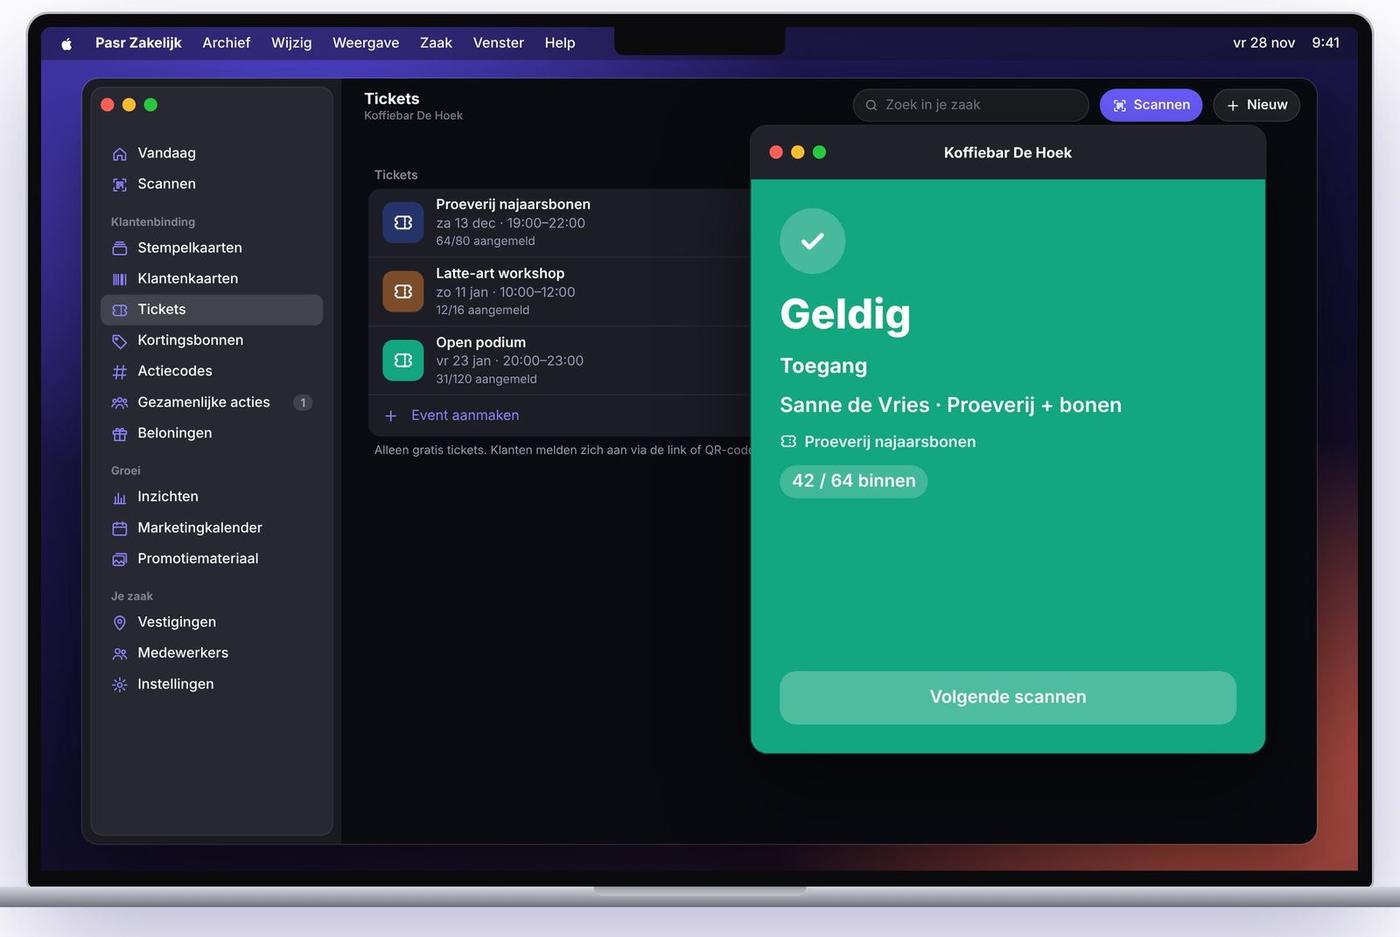 Pasr Zakelijk Archief Wijzig Weergave Zaak Venster Help
vr 28 nov 9:41
Vandaag
Scannen
Klantenbinding
Stempelkaarten
Klantenkaarten
Tickets
Kortingsbonnen
Actiecodes
Gezamenlijke acties 1
Beloningen
Groei
Inzichten
Marketingkalender
Promotiemateriaal
Je zaak
Vestigingen
Medewerkers
Instellingen
Tickets
Koffiebar De Hoek
Zoek in je zaak
Scannen
Nieuw
Tickets
Proeverij najaarsbonen
za 13 dec · 19:00–22:00
64/80 aangemeld
Latte-art workshop
zo 11 jan · 10:00–12:00
12/16 aangemeld
Open podium
vr 23 jan · 20:00–23:00
31/120 aangemeld
+ Event aanmaken
Alleen gratis tickets. Klanten melden zich aan via de link of QR-code
Koffiebar De Hoek
Geldig
Toegang
Sanne de Vries · Proeverij + bonen
Proeverij najaarsbonen
42 / 64 binnen
Volgende scannen